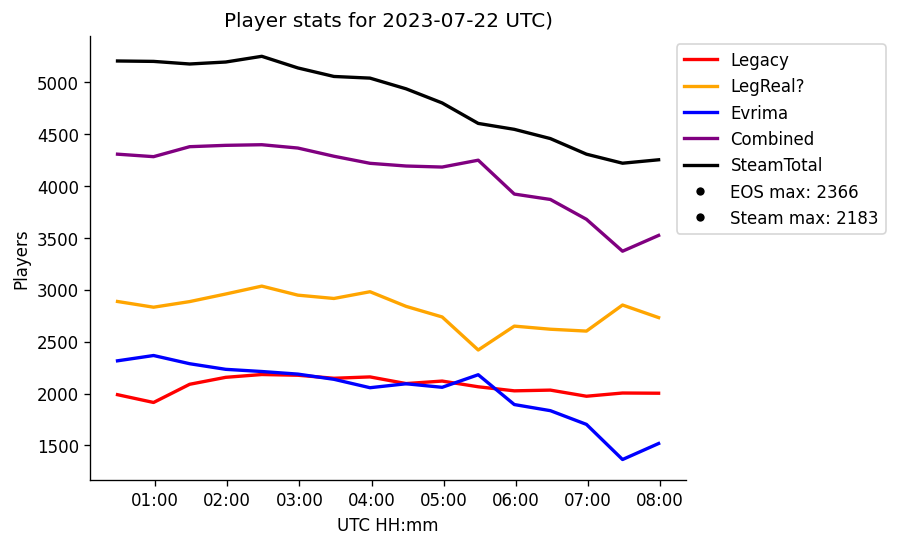 Player stats for 2023-07-22 UTC)
Legacy
LegReal?
Evrima
Combined
SteamTotal
EOS max: 2366
Steam max: 2183
Players
5000
4500
4000
3500
3000
2500
2000
1500
01:00 02:00 03:00 04:00 05:00 06:00 07:00 08:00
UTC HH:mm